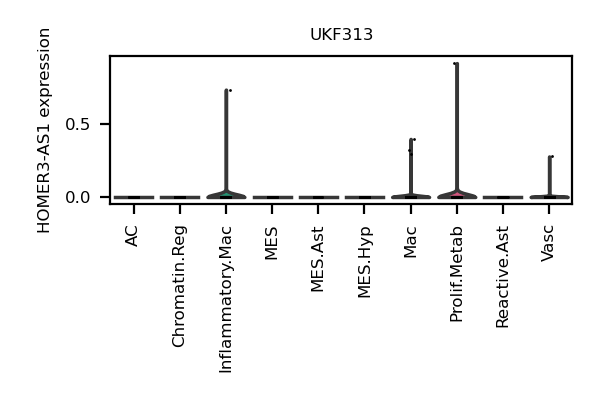 UKF313
HOMER3-AS1 expression
0.5
0.0
AC
Chromatin.Reg
Inflammatory.Mac
MES
MES.Ast
MES.Hyp
Mac
Prolif.Metab
Reactive.Ast
Vasc